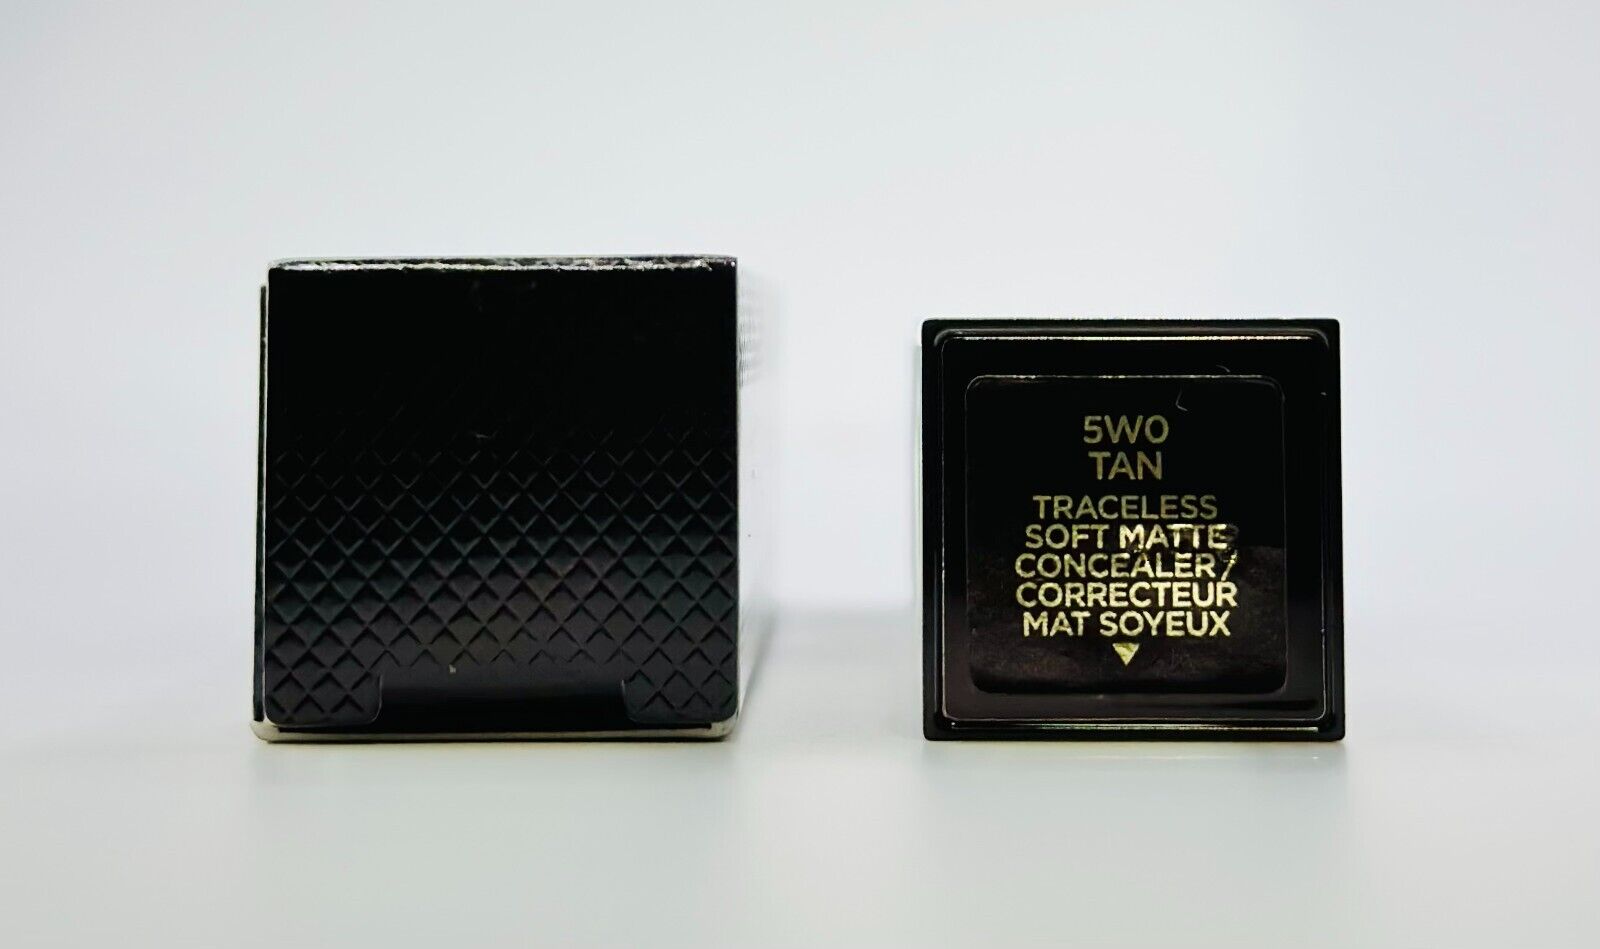 5W0
TAN
TRACELESS
SOFT MATTE
CONCEALER/
CORRECTEUR
MAT SOYEUX